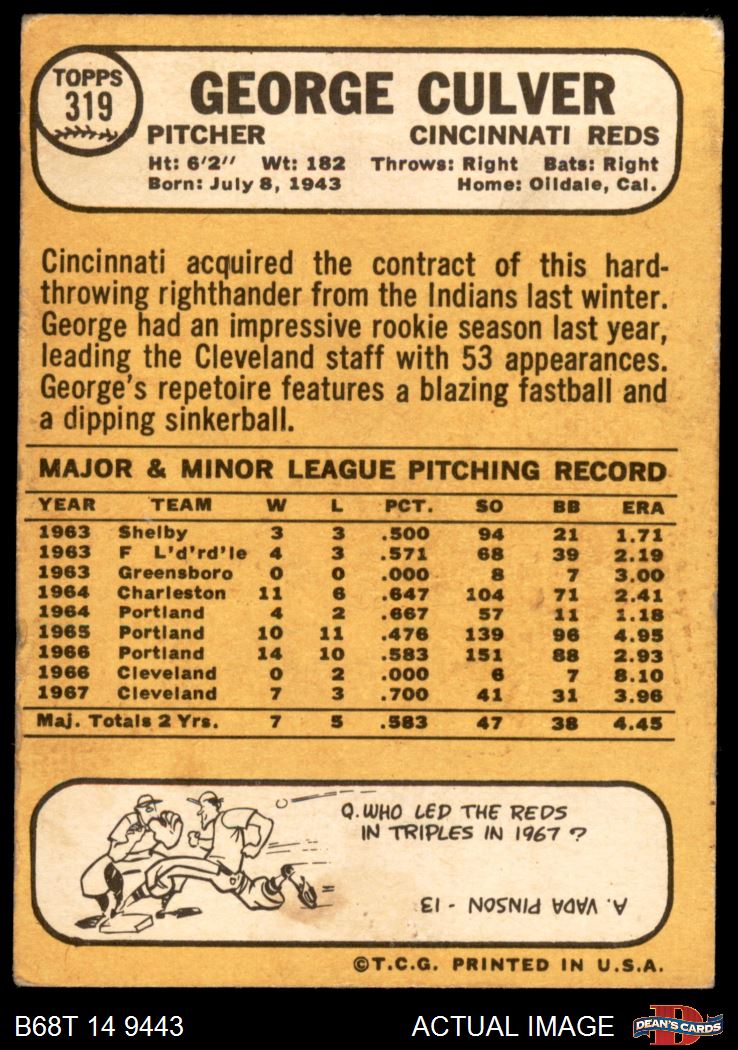 TOPPS
319
GEORGE CULVER
PITCHER CINCINNATI REDS
Ht: 6'2" Wt: 182 Throws: Right Bats: Right
Born: July 8, 1943 Home: Oildale, Cal.
Cincinnati acquired the contract of this hard-
throwing righthander from the Indians last winter.
George had an impressive rookie season last year,
leading the Cleveland staff with 53 appearances.
George's repetoire features a blazing fastball and
a dipping sinkerball.
MAJOR & MINOR LEAGUE PITCHING RECORD
YEAR TEAM W L PCT. SO BB ERA
1963 Shelby 3 3 .500 94 21 1.71
1963 F L'd'rd'le 4 3 .571 68 39 2.19
1963 Greensboro 0 0 .000 8 7 3.00
1964 Charleston 11 6 .647 104 71 2.41
1964 Portland 4 2 .667 57 11 1.18
1965 Portland 10 11 .476 139 96 4.95
1966 Portland 14 10 .583 151 88 2.93
1966 Cleveland 0 2 .000 6 7 8.10
1967 Cleveland 7 3 .700 41 31 3.96
Maj. Totals 2 Yrs. 7 5 .583 47 38 4.45
Q. WHO LED THE REDS
IN TRIPLES IN 1967?
A. VADA PINSON - 13
©T.C.G. PRINTED IN U.S.A.
B68T 14 9443 ACTUAL IMAGE
D
DEAN'S CARDS